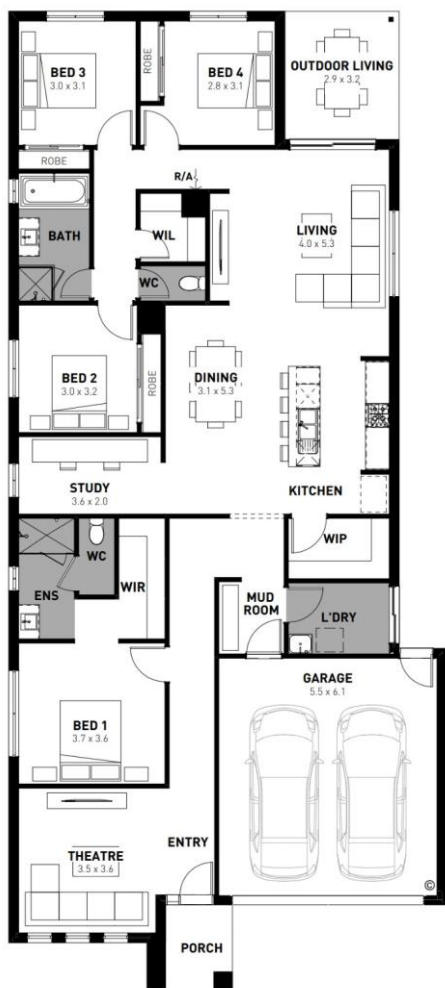 BED 3
3.0 x 3.1
ROBE
BED 4
2.8 x 3.1
OUTDOOR LIVING
2.9 x 3.2
ROBE
R/A
BATH
WIL
LIVING
4.0 x 5.3
WC
BED 2
3.0 x 3.2
ROBE
DINING
3.1 x 5.3
STUDY
3.6 x 2.0
KITCHEN
WC
WIP
ENS
WIR
MUD
ROOM
L'DRY
GARAGE
5.5 x 6.1
BED 1
3.7 x 3.6
THEATRE
3.5 x 3.6
ENTRY
©
PORCH